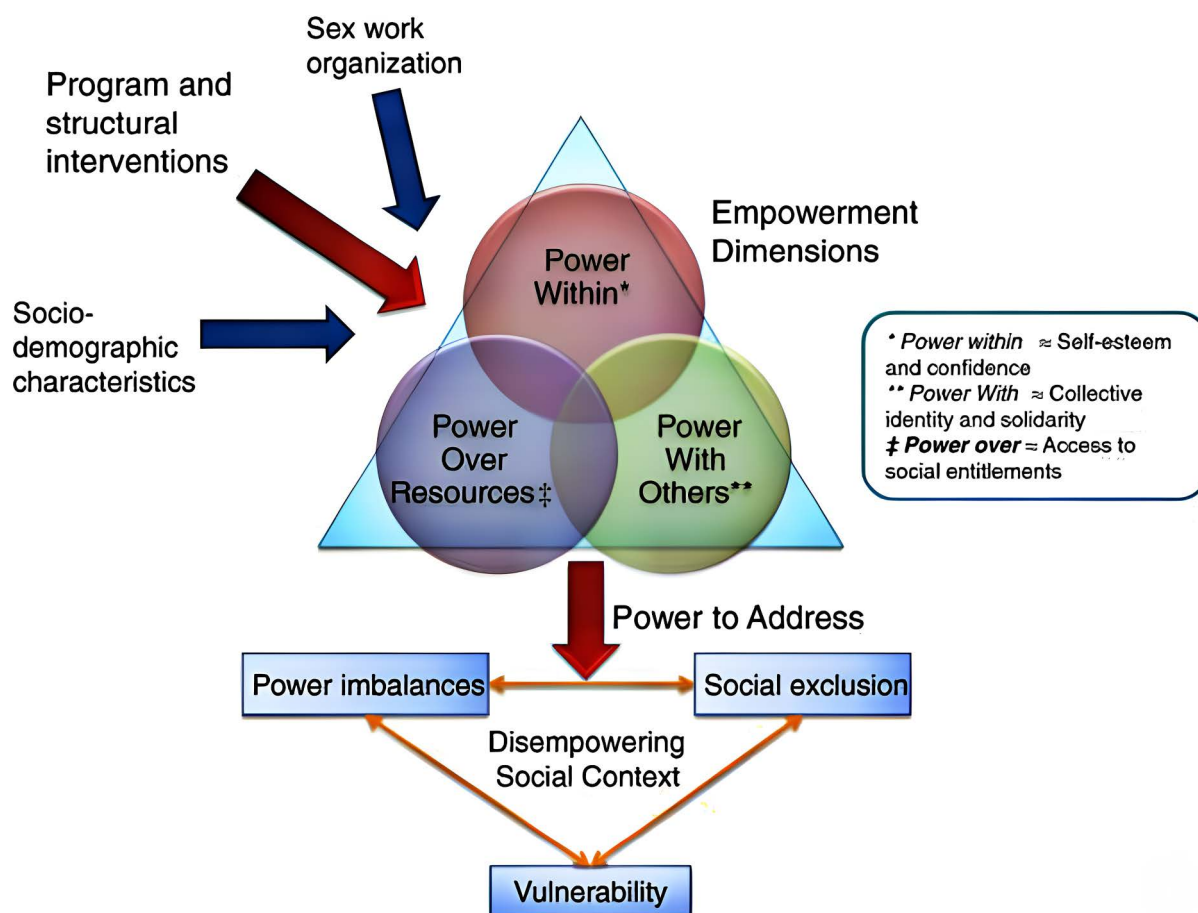 Sex work
organization
Program and
structural
interventions
Socio-
demographic
characteristics
Empowerment
Dimensions
Power
Within*
Power
Over
Resources‡
Power
With
Others**
* Power within ≈ Self-esteem
and confidence
** Power With ≈ Collective
identity and solidarity
‡ Power over ≈ Access to
social entitlements
Power to Address
Power imbalances
Social exclusion
Disempowering
Social Context
Vulnerability